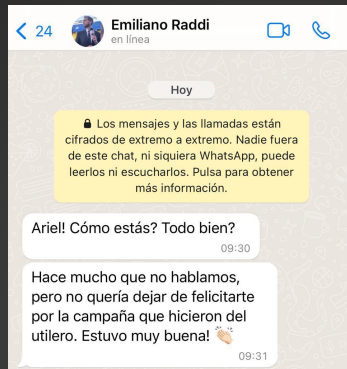 24
Emiliano Raddi
en línea
Hoy
Los mensajes y las llamadas están
cifrados de extremo a extremo. Nadie fuera
de este chat, ni siquiera WhatsApp, puede
leerlos ni escucharlos. Pulsa para obtener
más información.
Ariel! Cómo estás? Todo bien?
09:30
Hace mucho que no hablamos,
pero no quería dejar de felicitarte
por la campaña que hicieron del
utilero. Estuvo muy buena! 👏🏻
09:31